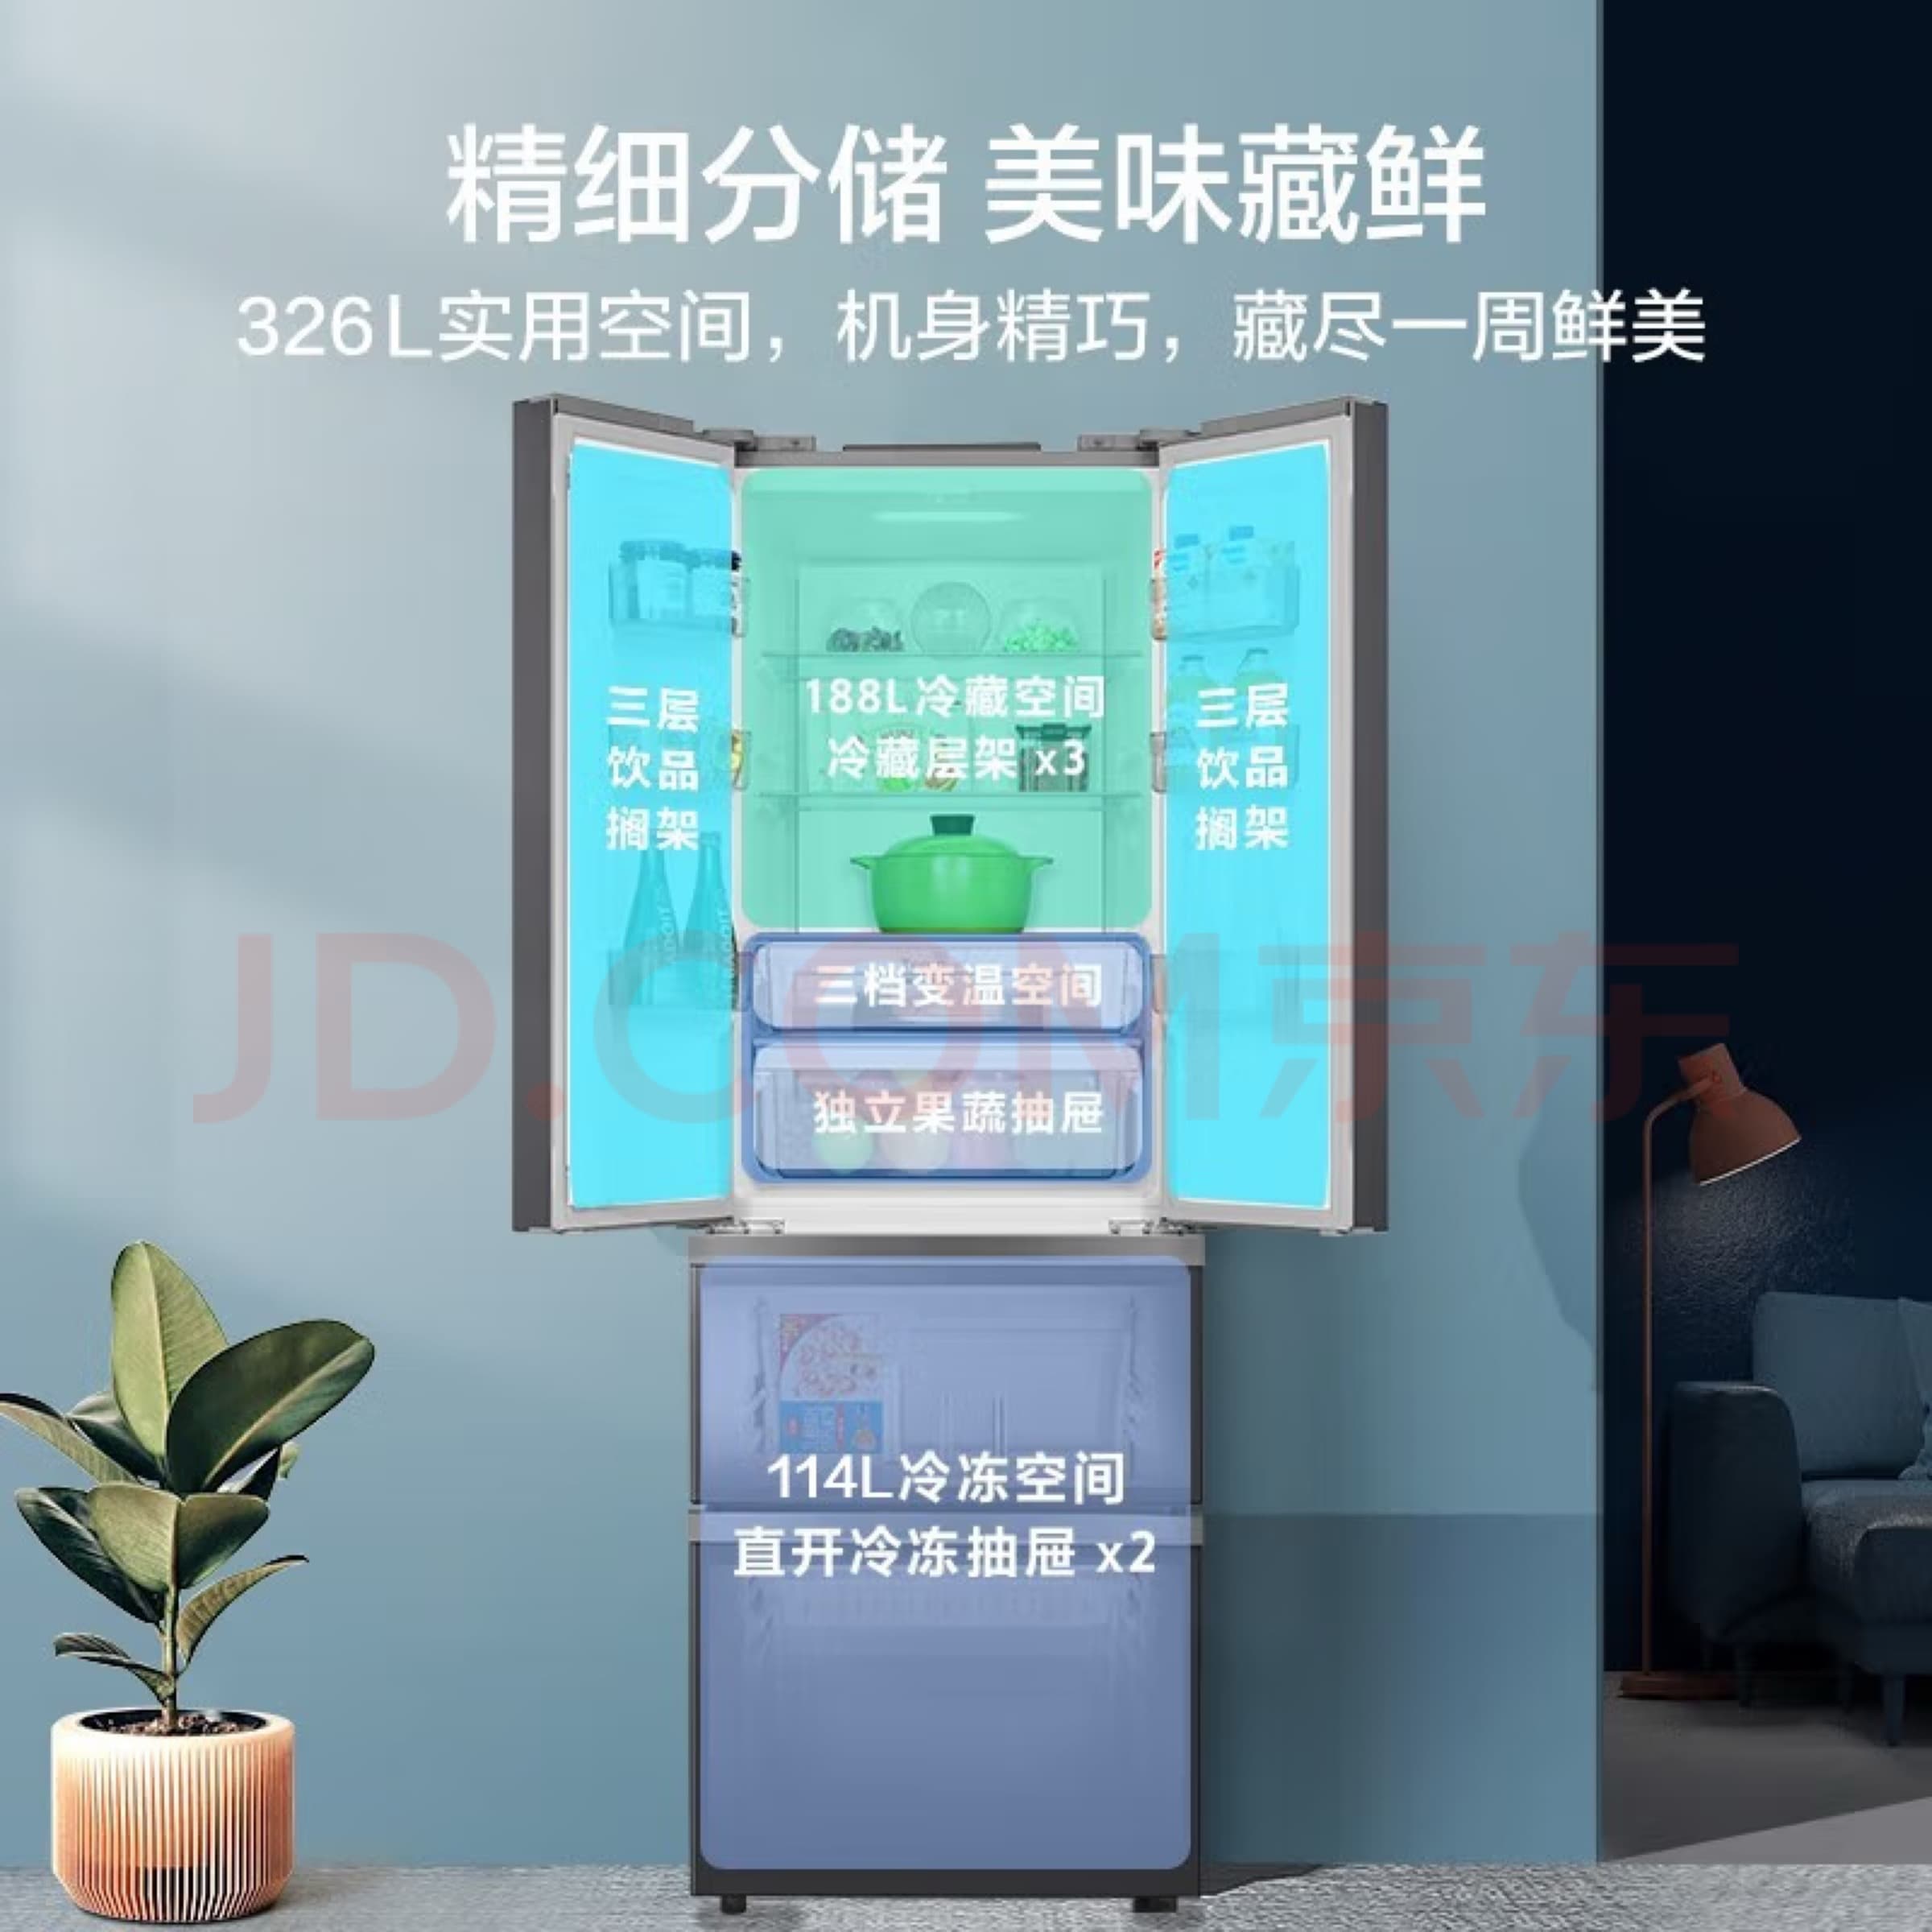 精细分储 美味藏鲜
326L实用空间，机身精巧，藏尽一周鲜美
三层
饮品
搁架
188L冷藏空间
冷藏层架 x3
三层
饮品
搁架
三档变温空间
独立果蔬抽屉
JD.COM京东
114L冷冻空间
直开冷冻抽屉 x2